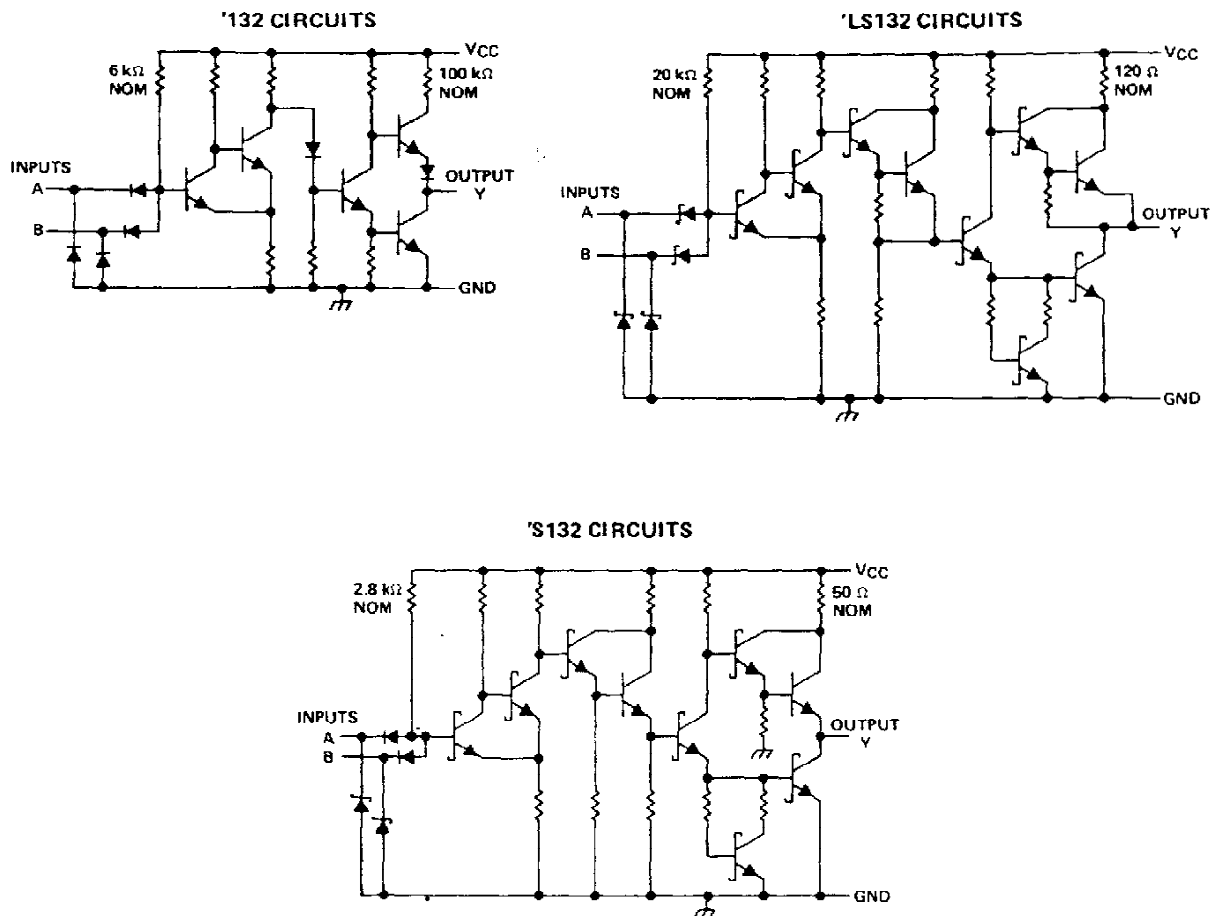 '132 CIRCUITS
VCC
6 kΩ
NOM
100 kΩ
NOM
INPUTS
A
B
OUTPUT
Y
GND
'LS132 CIRCUITS
VCC
20 kΩ
NOM
120 Ω
NOM
INPUTS
A
B
OUTPUT
Y
GND
'S132 CIRCUITS
VCC
2.8 kΩ
NOM
50 Ω
NOM
INPUTS
A
B
OUTPUT
Y
GND